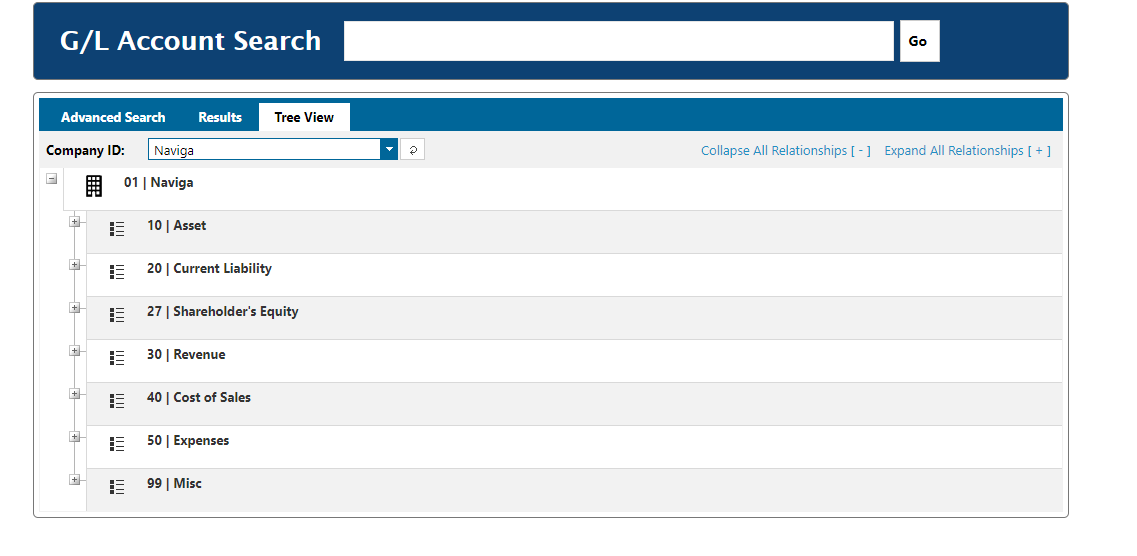 G/L Account Search
Go
Advanced Search Results Tree View
Company ID: Naviga Collapse All Relationships [ - ] Expand All Relationships [ + ]
01 | Naviga
10 | Asset
20 | Current Liability
27 | Shareholder's Equity
30 | Revenue
40 | Cost of Sales
50 | Expenses
99 | Misc